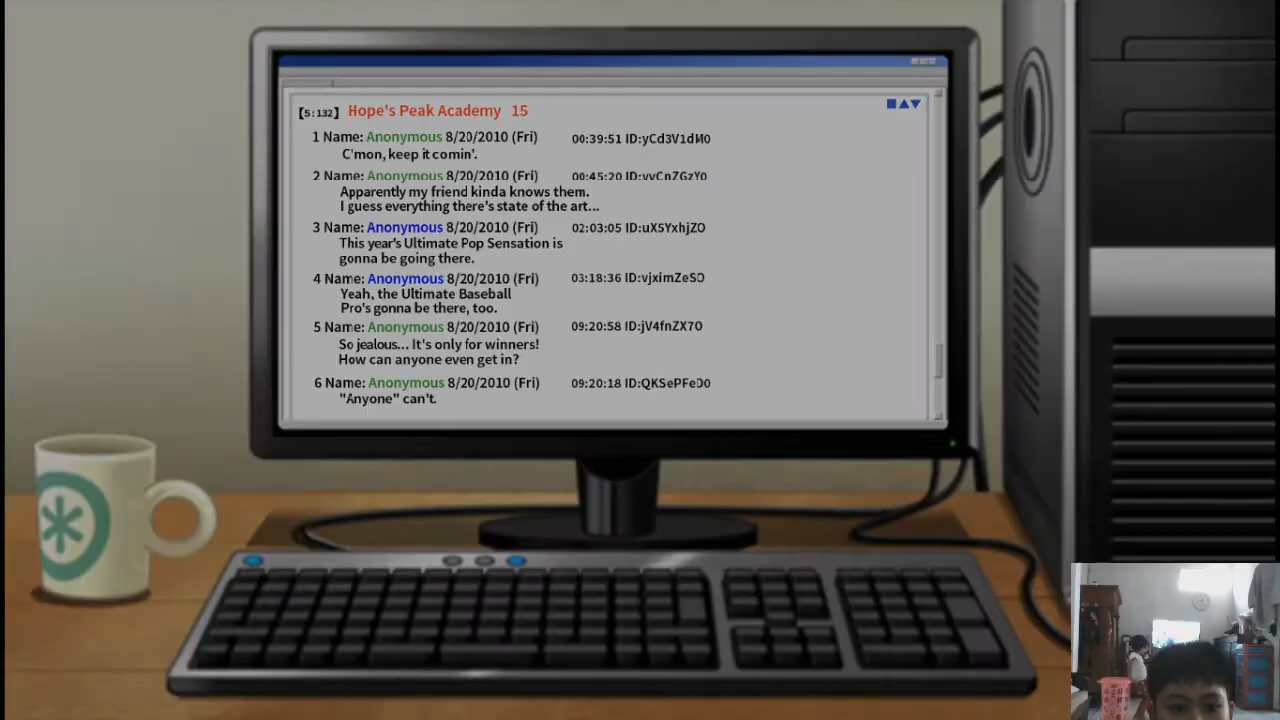 【5:132】 Hope's Peak Academy 15
1 Name: Anonymous 8/20/2010 (Fri) 00:39:51 ID:yCd3V1dM0
C'mon, keep it comin'.
2 Name: Anonymous 8/20/2010 (Fri) 00:45:20 ID:vvCnZGzY0
Apparently my friend kinda knows them.
I guess everything there's state of the art...
3 Name: Anonymous 8/20/2010 (Fri) 02:03:05 ID:uX5YxhjZO
This year's Ultimate Pop Sensation is
gonna be going there.
4 Name: Anonymous 8/20/2010 (Fri) 03:18:36 ID:vjximZeSO
Yeah, the Ultimate Baseball
Pro's gonna be there, too.
5 Name: Anonymous 8/20/2010 (Fri) 09:20:58 ID:jV4fnZX7O
So jealous... It's only for winners!
How can anyone even get in?
6 Name: Anonymous 8/20/2010 (Fri) 09:20:18 ID:QKSePFeD0
"Anyone" can't.